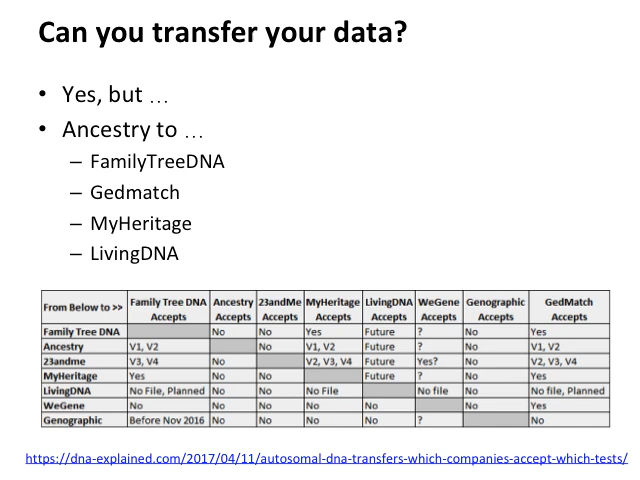 Can you transfer your data?
• Yes, but …
• Ancestry to …
– FamilyTreeDNA
– Gedmatch
– MyHeritage
– LivingDNA
From Below to >> Family Tree DNA Accepts Ancestry Accepts 23andMe Accepts MyHeritage Accepts LivingDNA Accepts WeGene Accepts Genographic Accepts GedMatch Accepts
Family Tree DNA No No Yes Future ? No Yes
Ancestry V1, V2 No V1, V2 Future ? No V1, V2
23andme V3, V4 No V2, V3, V4 Future Yes? No V2, V3, V4
MyHeritage Yes No No Future ? No Yes
LivingDNA No File, Planned No No No File No file No No file, Planned
WeGene No No No No No No Yes
Genographic Before Nov 2016 No No No No ? No
https://dna-explained.com/2017/04/11/autosomal-dna-transfers-which-companies-accept-which-tests/